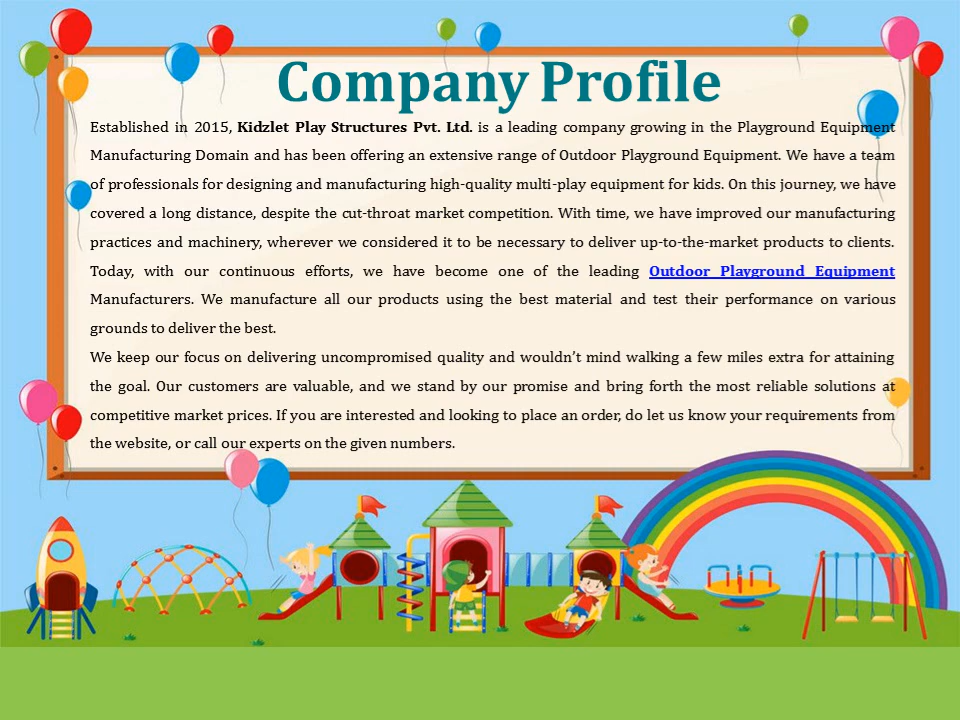 Company Profile
Established in 2015, Kidzlet Play Structures Pvt. Ltd. is a leading company growing in the Playground Equipment
Manufacturing Domain and has been offering an extensive range of Outdoor Playground Equipment. We have a team
of professionals for designing and manufacturing high-quality multi-play equipment for kids. On this journey, we have
covered a long distance, despite the cut-throat market competition. With time, we have improved our manufacturing
practices and machinery, wherever we considered it to be necessary to deliver up-to-the-market products to clients.
Today, with our continuous efforts, we have become one of the leading Outdoor Playground Equipment
Manufacturers. We manufacture all our products using the best material and test their performance on various
grounds to deliver the best.
We keep our focus on delivering uncompromised quality and wouldn’t mind walking a few miles extra for attaining
the goal. Our customers are valuable, and we stand by our promise and bring forth the most reliable solutions at
competitive market prices. If you are interested and looking to place an order, do let us know your requirements from
the website, or call our experts on the given numbers.